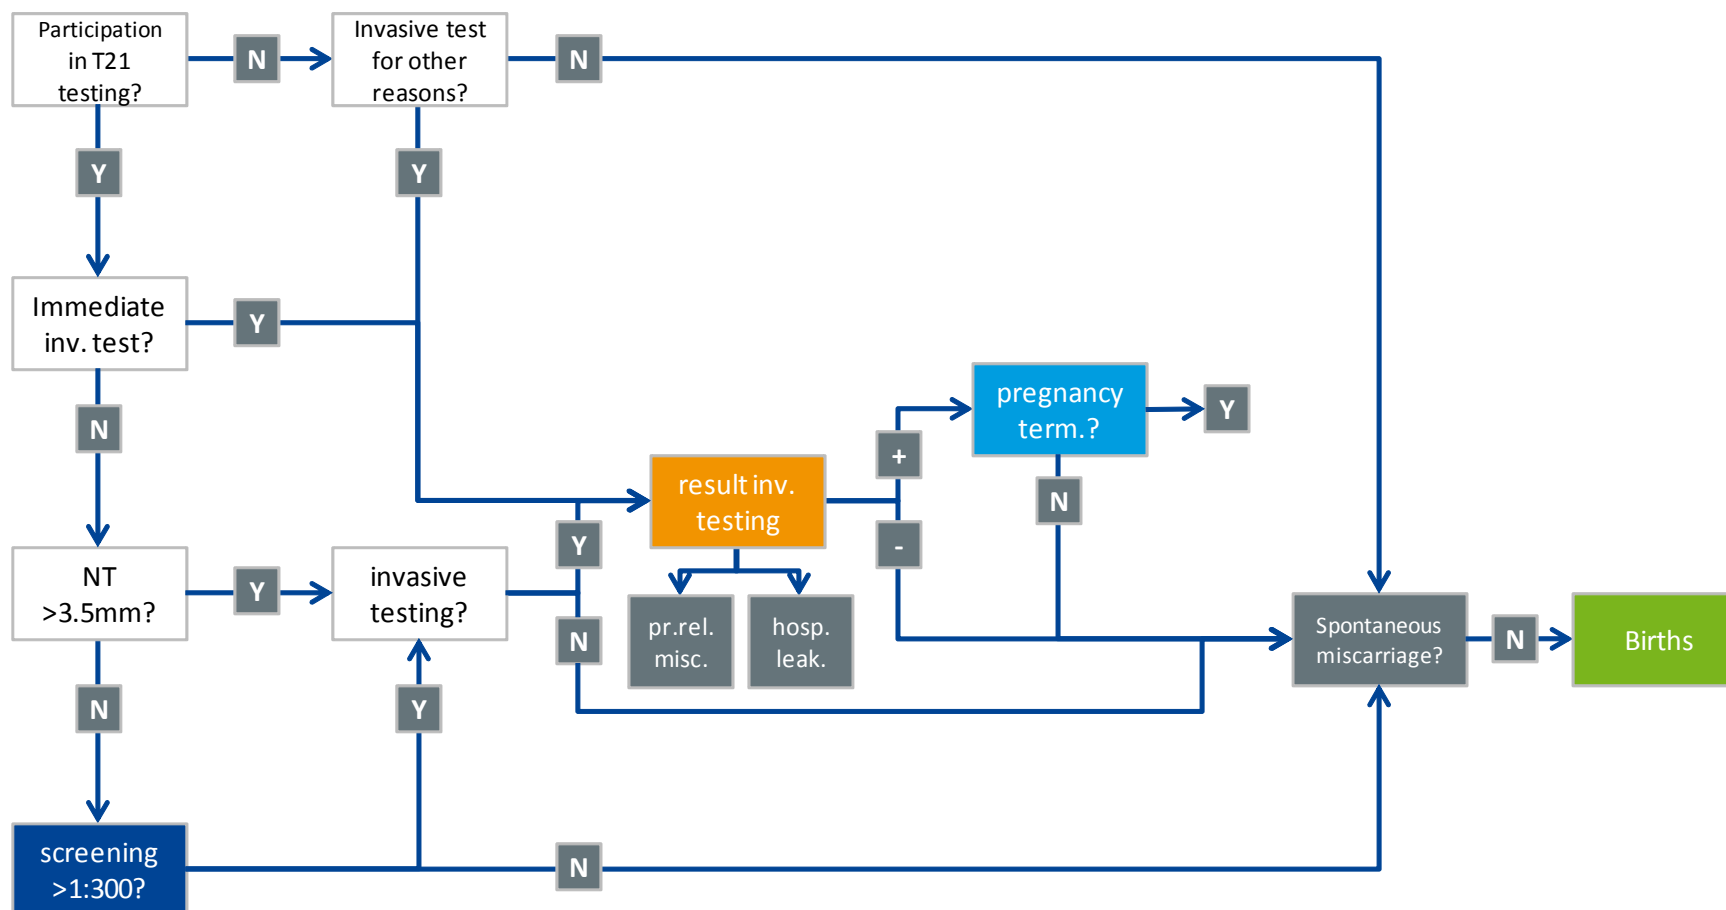 Participation
in T21
testing?
N
Invasive test
for other
reasons?
N
Y
Y
Immediate
inv. test?
Y
N
pregnancy
term.?
Y
+
result inv.
testing
N
Y
-
NT
>3.5mm?
Y
invasive
testing?
N
pr.rel.
misc.
hosp.
leak.
Spontaneous
miscarriage?
N
Births
N
Y
screening
>1:300?
N